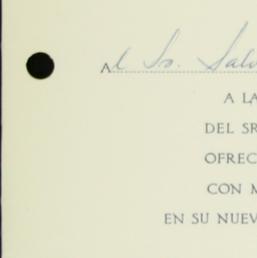 Al Sr. Salv
A LA
DEL SR
OFREC
CON M
EN SU NUEV